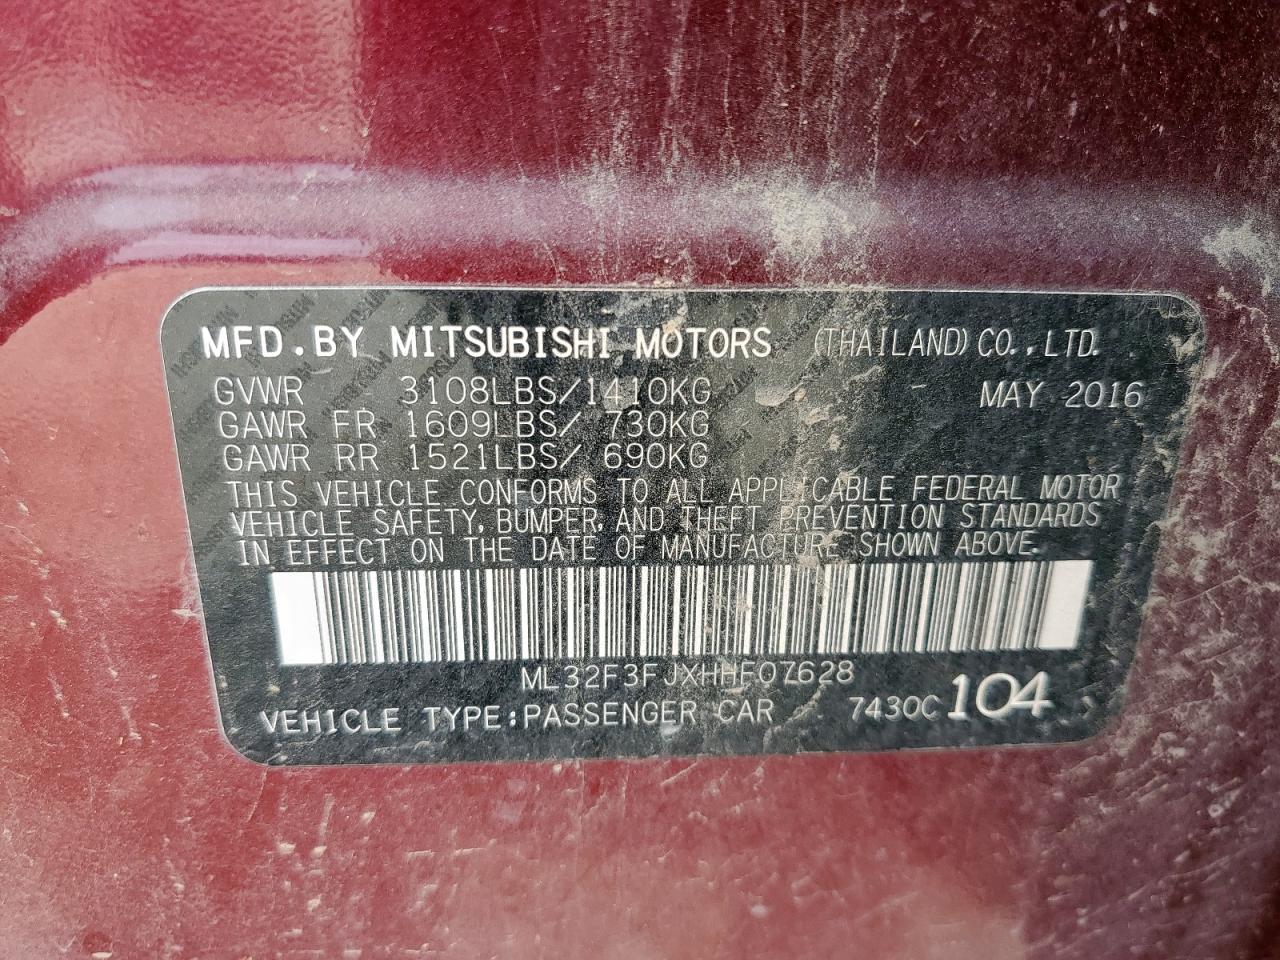 MFD.BY MITSUBISHI MOTORS (THAILAND) CO.,LTD.
GVWR 3108LBS/1410KG MAY 2016
GAWR FR 1609LBS/ 730KG
GAWR RR 1521LBS/ 690KG
THIS VEHICLE CONFORMS TO ALL APPLICABLE FEDERAL MOTOR
VEHICLE SAFETY, BUMPER, AND THEFT PREVENTION STANDARDS
IN EFFECT ON THE DATE OF MANUFACTURE SHOWN ABOVE.
ML32F3FJXHHF07628
VEHICLE TYPE:PASSENGER CAR 7430C 104